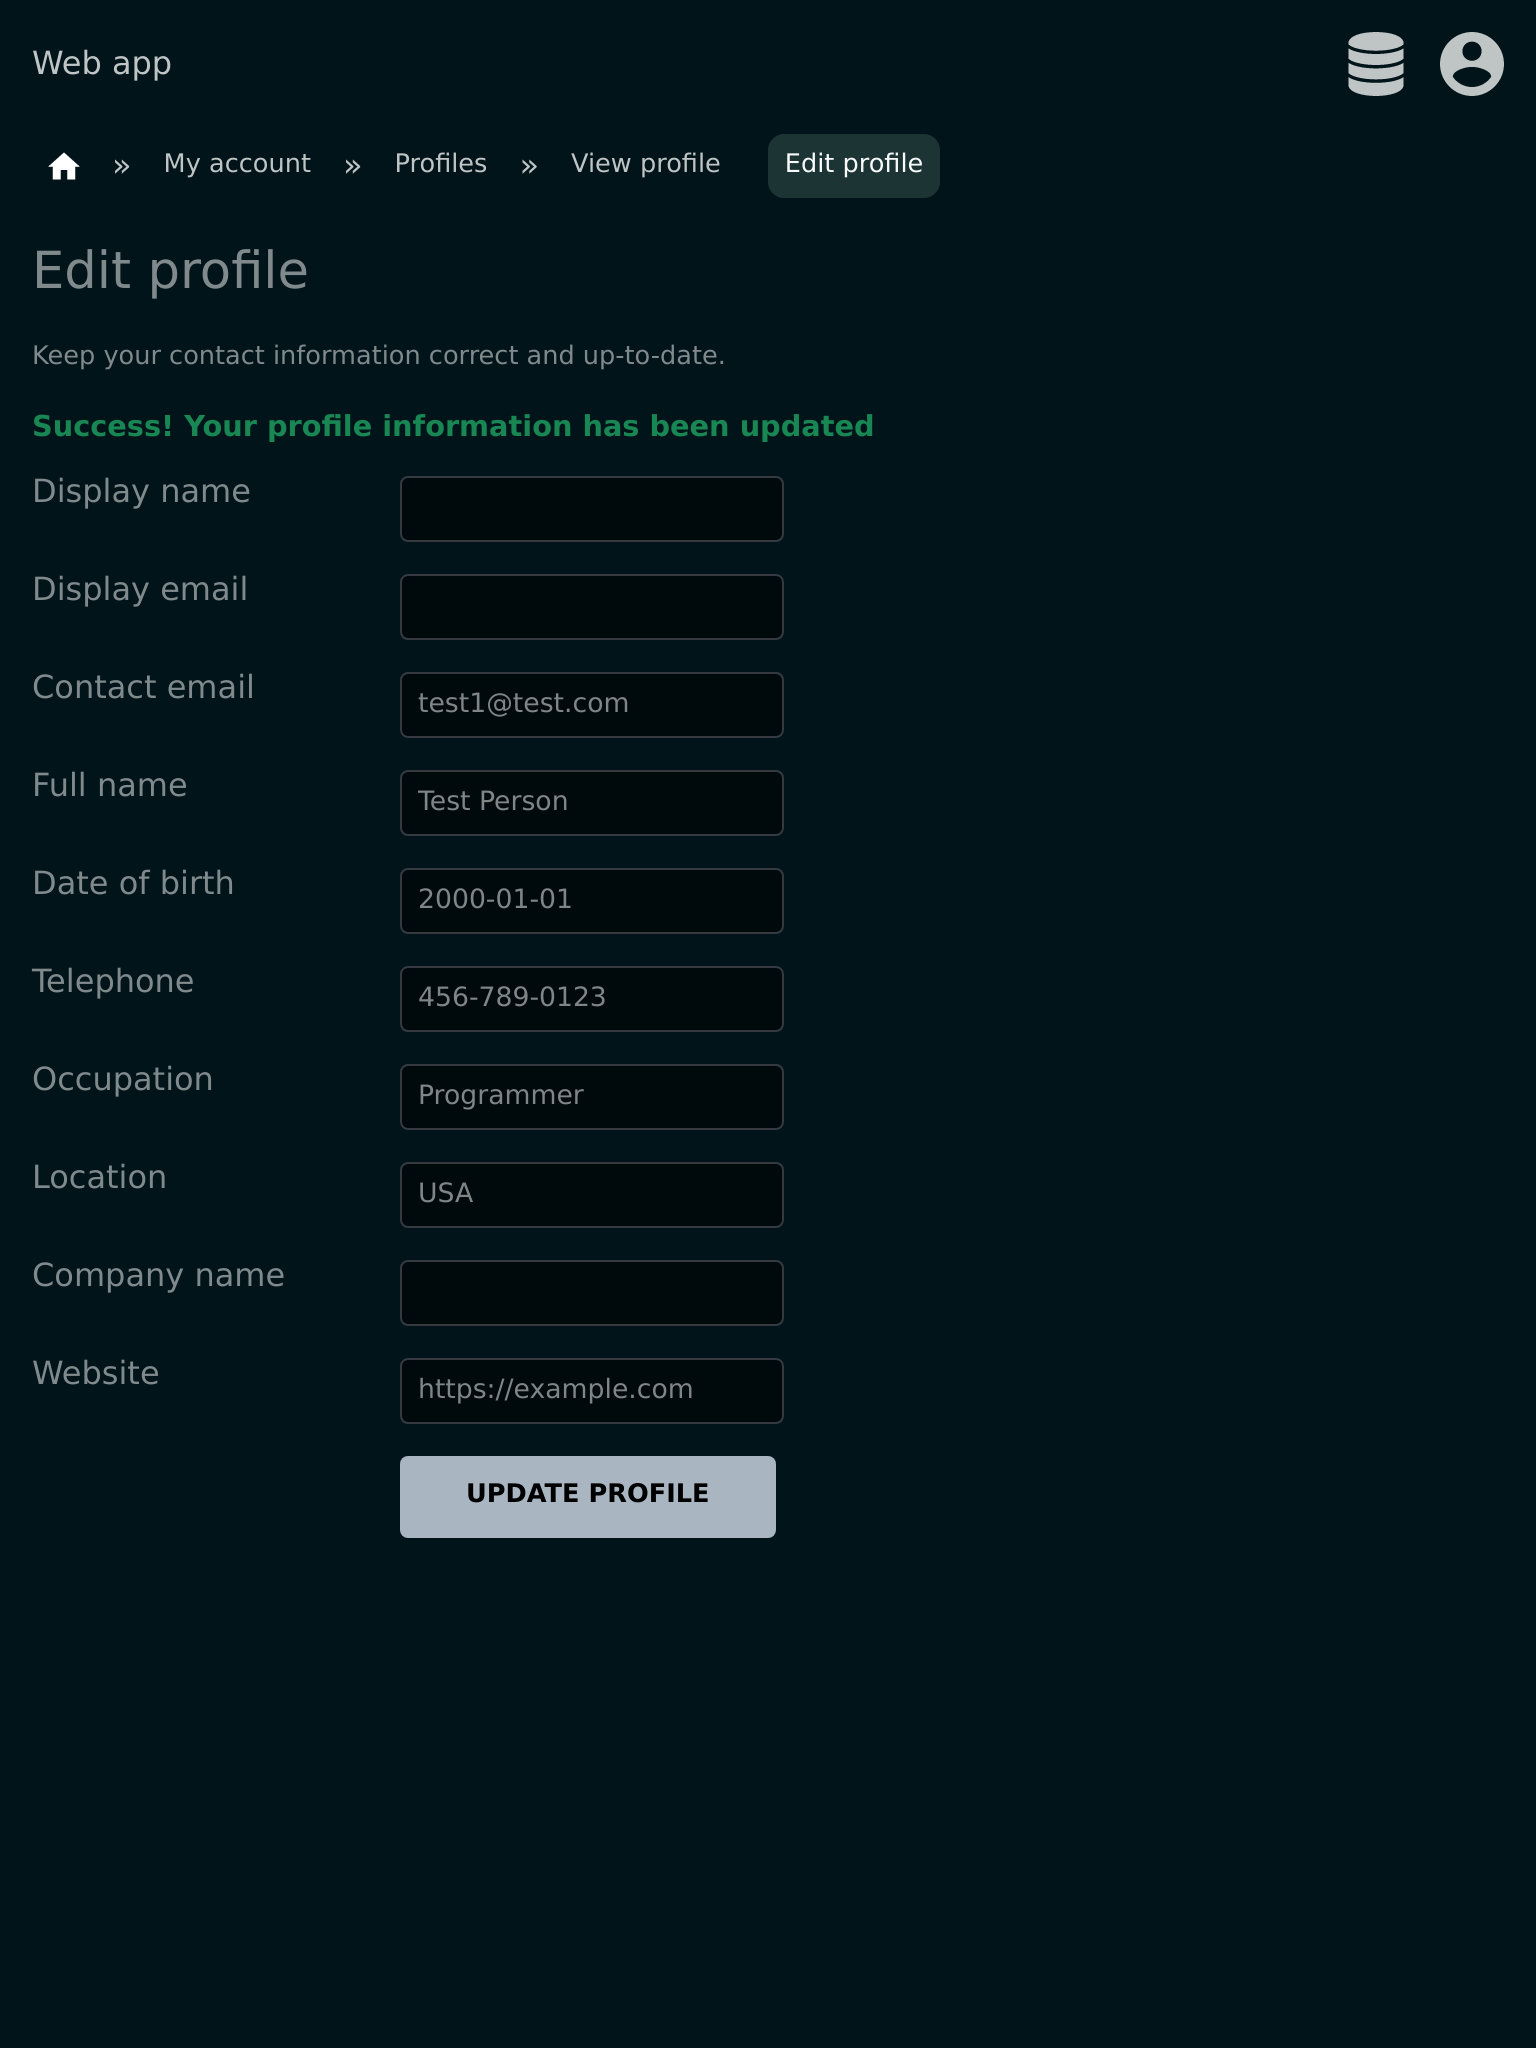 Web app
» My account » Profiles » View profile Edit profile
Edit profile
Keep your contact information correct and up-to-date.
Success! Your profile information has been updated
Display name
Display email
Contact email test1@test.com
Full name Test Person
Date of birth 2000-01-01
Telephone 456-789-0123
Occupation Programmer
Location USA
Company name
Website https://example.com
UPDATE PROFILE